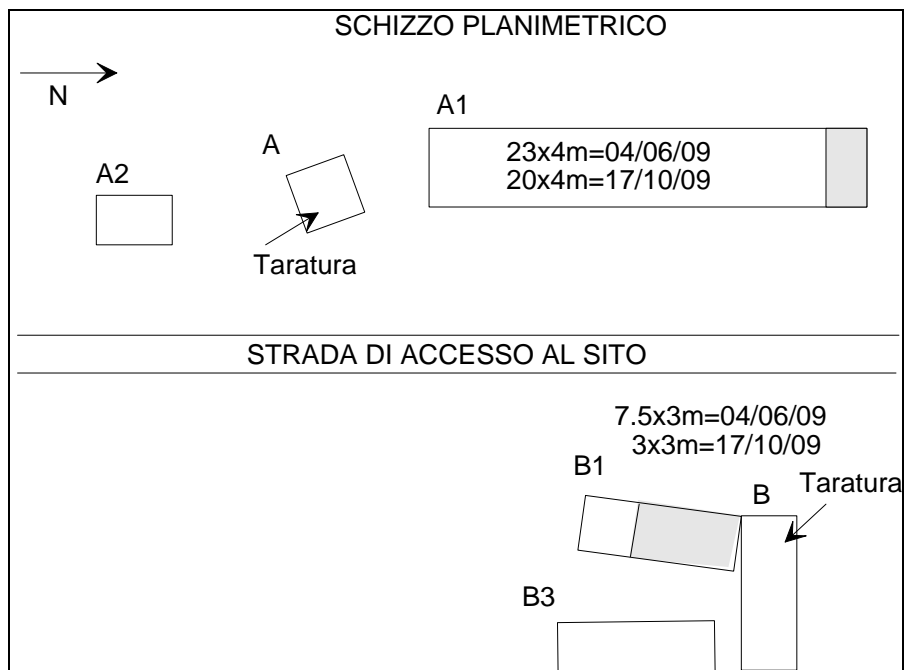 SCHIZZO PLANIMETRICO
N
A1
A
A2
23x4m=04/06/09
20x4m=17/10/09
Taratura
STRADA DI ACCESSO AL SITO
7.5x3m=04/06/09
3x3m=17/10/09
B1
B
Taratura
B3